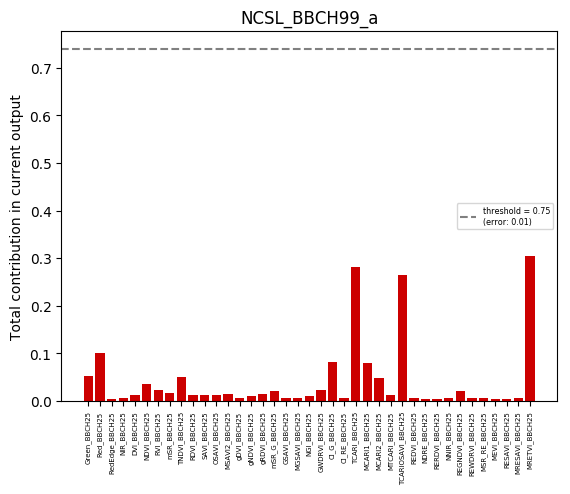 NCSL_BBCH99_a
Total contribution in current output
0.7
0.6
0.5
0.4
0.3
0.2
0.1
0.0
threshold = 0.75
(error: 0.01)
Green_BBCH25
Red_BBCH25
RedEdge_BBCH25
NIR_BBCH25
DVI_BBCH25
NDVI_BBCH25
RVI_BBCH25
mSR_BBCH25
TNDVI_BBCH25
RDVI_BBCH25
SAVI_BBCH25
OSAVI_BBCH25
MSAVI2_BBCH25
gDVI_BBCH25
gNDVI_BBCH25
gRDVI_BBCH25
mSR_G_BBCH25
GSAVI_BBCH25
MGSAVI_BBCH25
NGI_BBCH25
GWDRVI_BBCH25
CI_G_BBCH25
CI_RE_BBCH25
TCARI_BBCH25
MCARI1_BBCH25
MCARI2_BBCH25
MTCARI_BBCH25
TCARIOSAVI_BBCH25
REDVI_BBCH25
NDRE_BBCH25
RERDVI_BBCH25
NNIR_BBCH25
REGNDVI_BBCH25
REWDRVI_BBCH25
MSR_RE_BBCH25
MEVI_BBCH25
RESAVI_BBCH25
MRESAVI_BBCH25
MRETVI_BBCH25